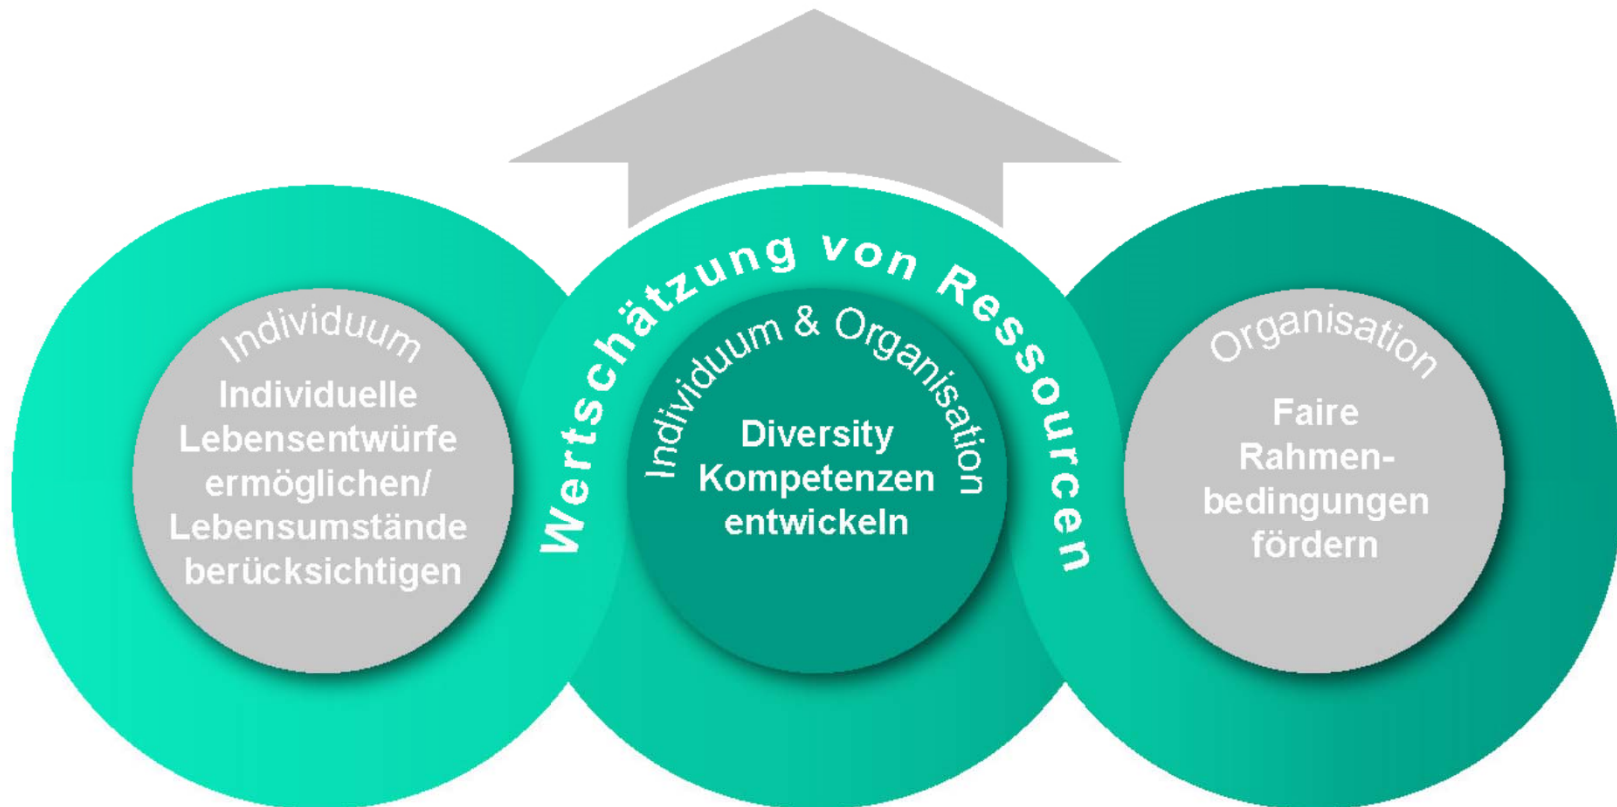 Wertschätzung von Ressourcen
Individuum
Individuelle
Lebensentwürfe
ermöglichen/
Lebensumstände
berücksichtigen
Individuum & Organisation
Diversity
Kompetenzen
entwickeln
Organisation
Faire
Rahmen-
bedingungen
fördern